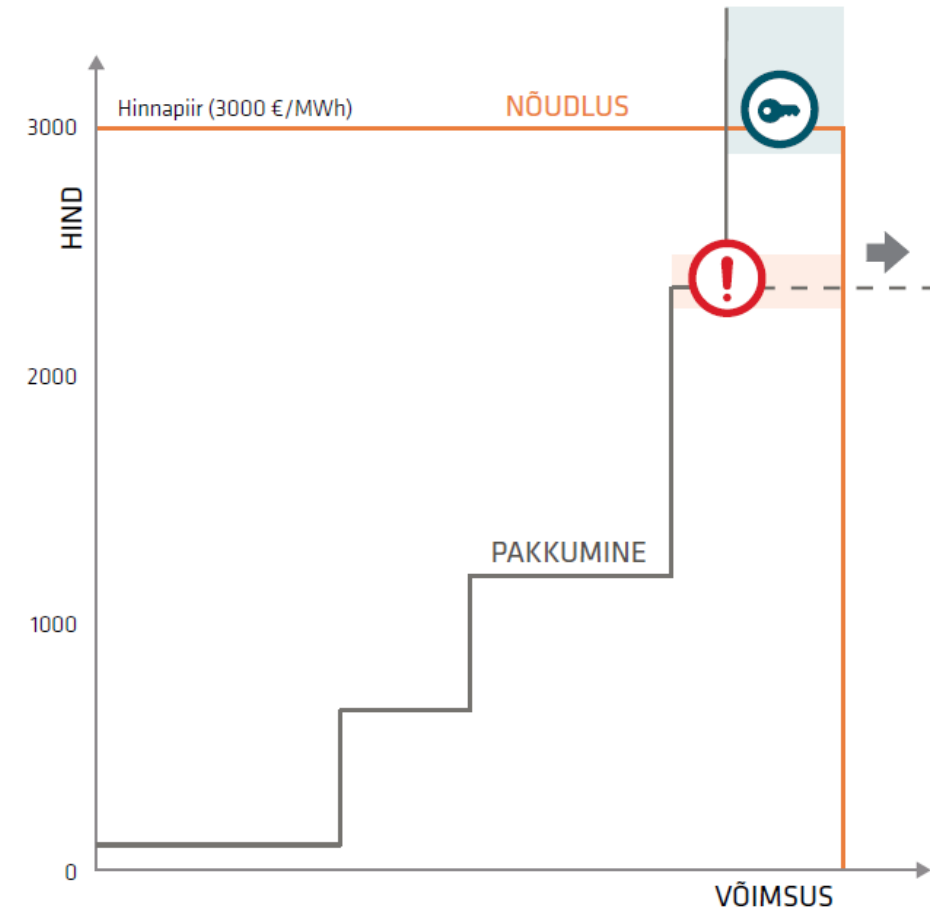 Hinnapiir (3000 €/MWh)
NÕUDLUS
3000
HIND
2000
PAKKUMINE
1000
0
VÕIMSUS